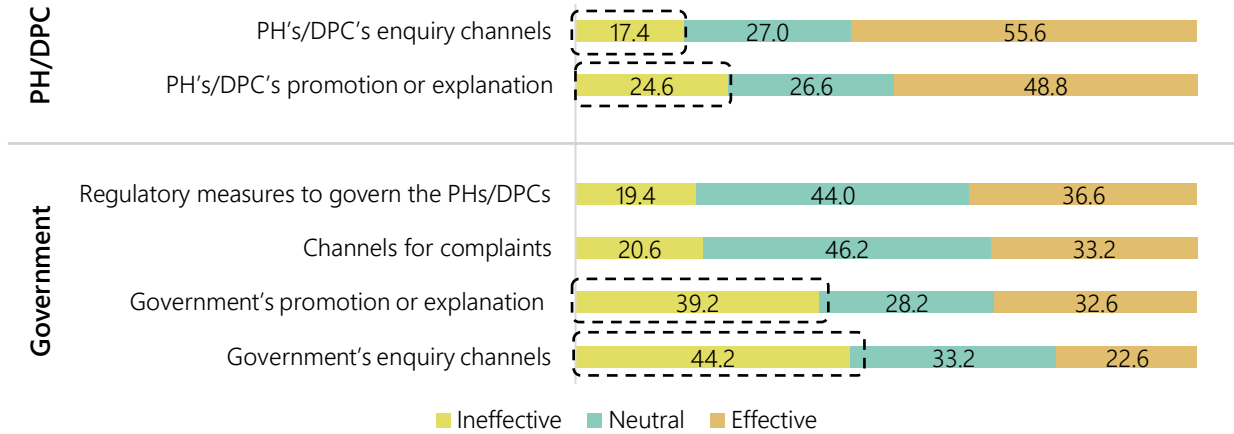 PH/DPC
PH's/DPC's enquiry channels 17.4 27.0 55.6
PH's/DPC's promotion or explanation 24.6 26.6 48.8
Government
Regulatory measures to govern the PHs/DPCs 19.4 44.0 36.6
Channels for complaints 20.6 46.2 33.2
Government's promotion or explanation 39.2 28.2 32.6
Government's enquiry channels 44.2 33.2 22.6
Ineffective Neutral Effective